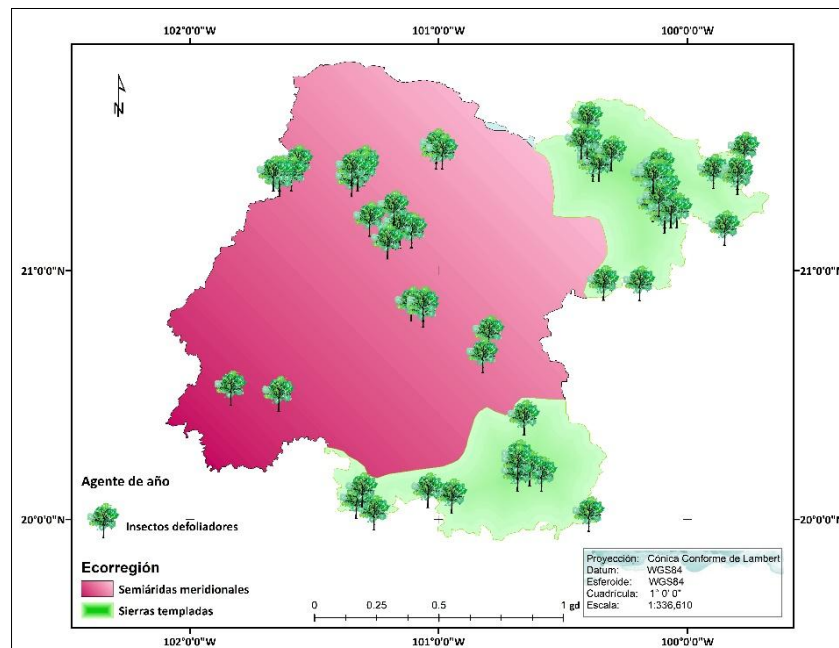 102°0'0"W 101°0'0"W 100°0'0"W
N
21°0'0"N 21°0'0"N
Agente de año
Insectos defoliadores
20°0'0"N 20°0'0"N
Ecorregión
Semiáridas meridionales
Sierras templadas
0 0.25 0.5 1 gd
Proyección: Cónica Conforme de Lambert
Datum: WGS84
Esferoide: WGS84
Cuadrícula: 1° 0' 0"
Escala: 1:336,610
102°0'0"W 101°0'0"W 100°0'0"W